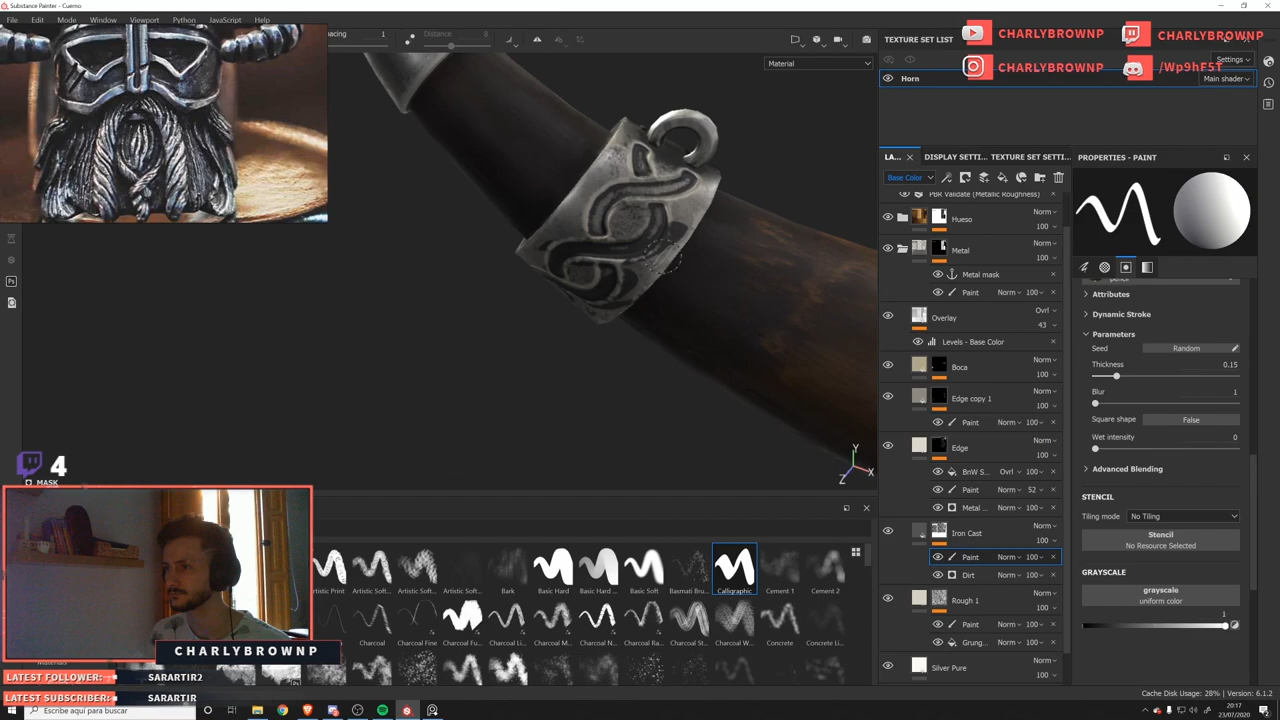 Substance Painter - Cuerno
File Edit Mode Window Viewport Python JavaScript Help
pacing 1 Distance 8
Material
TEXTURE SET LIST
CHARLYBROWNP CHARLYBROWNP
CHARLYBROWNP /Wp9hF5T
Settings
Horn Main shader
LA... DISPLAY SETTI... TEXTURE SET SETTI...
Base Color
PBR Validate (Metallic Roughness)
Hueso Norm 100
Metal Norm 100
Metal mask
Paint Norm 100
Overlay Ovrl 43
Levels - Base Color
Boca Norm 100
Edge copy 1 Norm 100
Paint Norm 100
Edge Norm 100
BnW S... Ovrl 100
Paint Norm 52
Metal ... Norm 100
Iron Cast Norm 100
Paint Norm 100
Dirt Norm 100
Rough 1 Norm 100
Paint Norm 100
Grung... Norm 100
Silver Pure Norm 100
PROPERTIES - PAINT
Attributes
Dynamic Stroke
Parameters
Seed Random
Thickness 0.15
Blur 1
Square shape False
Wet intensity 0
Advanced Blending
STENCIL
Tiling mode No Tiling
Stencil
No Resource Selected
GRAYSCALE
grayscale
uniform color
1
Y
X
Z
Ps
4
MASK
Artistic Print Artistic Soft... Artistic Soft... Bark Basic Hard Basic Hard ... Basic Soft Basmati Bru... Calligraphic Cement 1 Cement 2
Charcoal Charcoal Fine Charcoal Fu... Charcoal Li... Charcoal M... Charcoal N... Charcoal Ra... Charcoal St... Charcoal W... Concrete Concrete Li...
CHARLYBROWNP
LATEST FOLLOWER: SARARTIR2
LATEST SUBSCRIBER: SARARTIR
Cache Disk Usage: 28% | Version: 6.1.2
Escribe aquí para buscar
20:17
23/07/2020